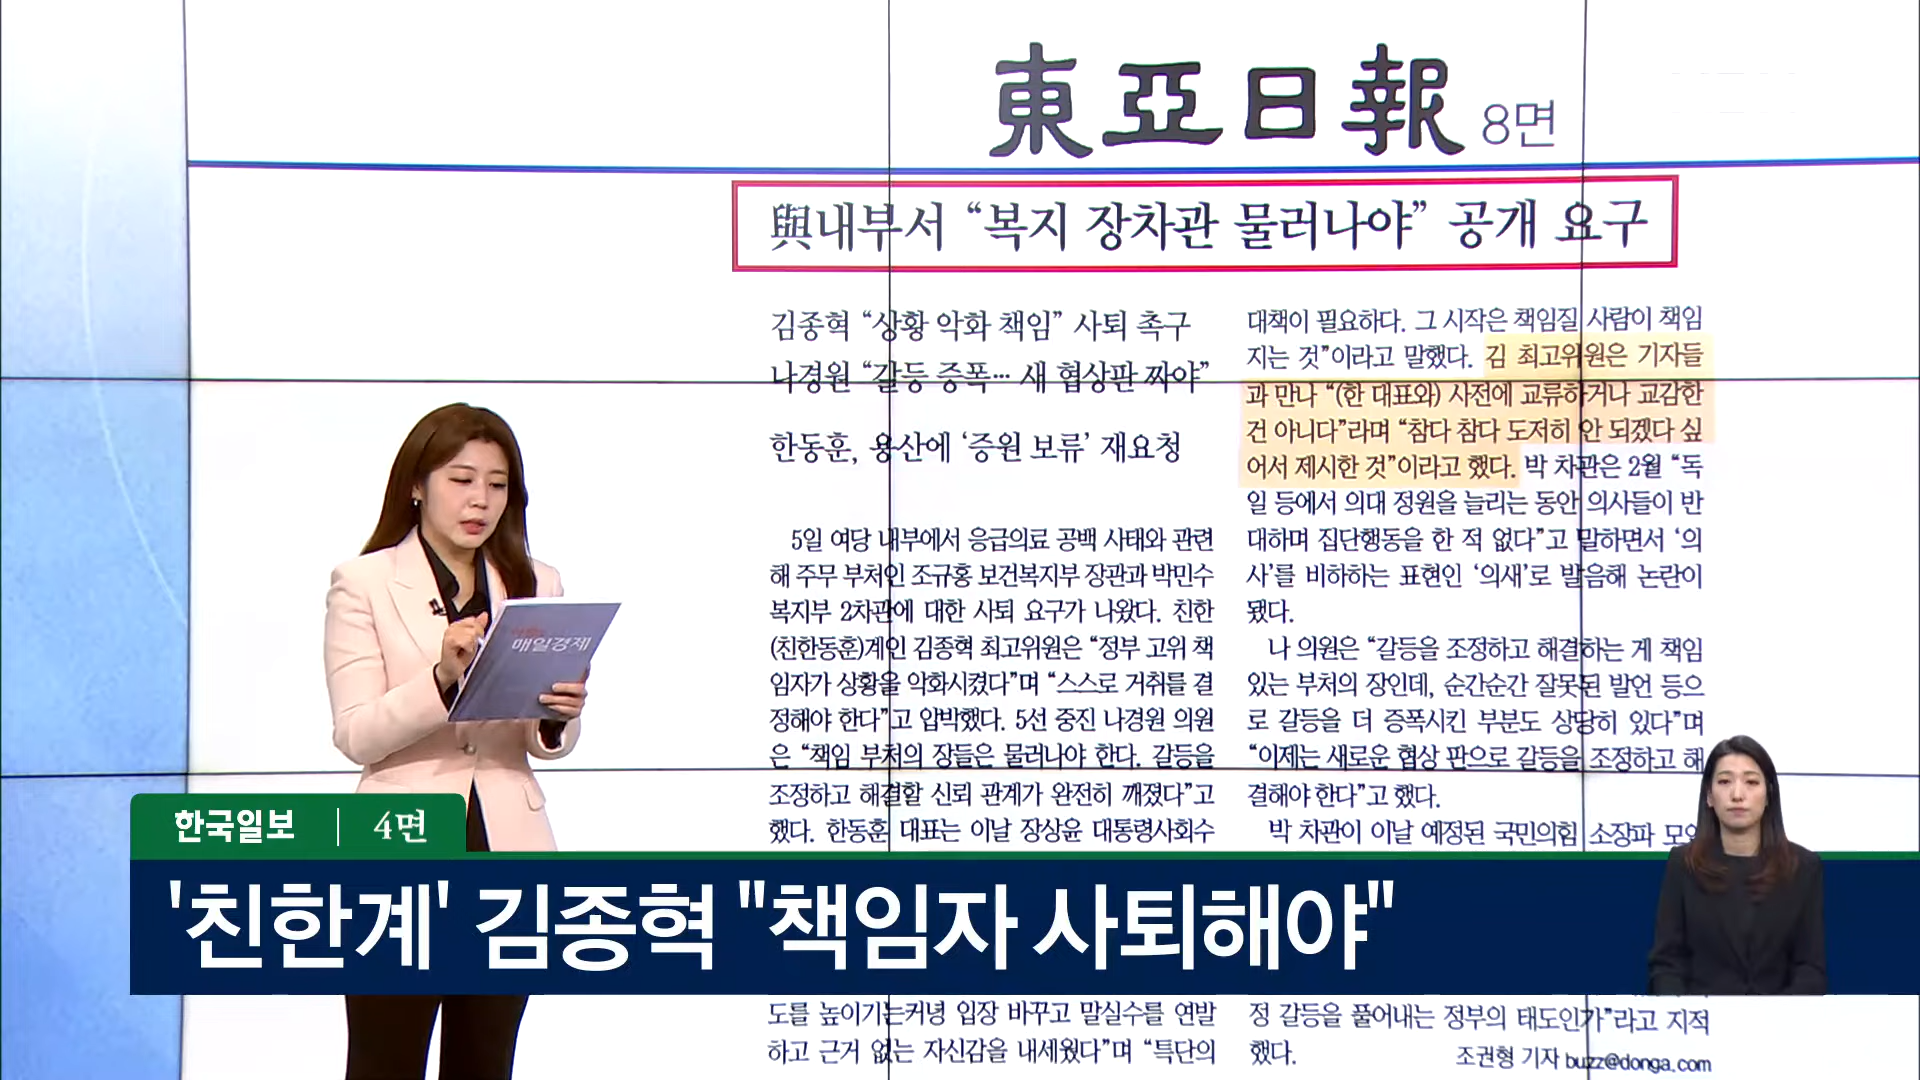 東亞日報 8면
與내부서 “복지 장차관 물러나야” 공개 요구
김종혁 “상황 악화 책임” 사퇴 촉구
나경원 “갈등 증폭… 새 협상판 짜야”
한동훈, 용산에 ‘증원 보류’ 재요청
5일 여당 내부에서 응급의료 공백 사태와 관련
해 주무 부처인 조규홍 보건복지부 장관과 박민수
복지부 2차관에 대한 사퇴 요구가 나왔다. 친한
(친한동훈)계인 김종혁 최고위원은 “정부 고위 책
임자가 상황을 악화시켰다”며 “스스로 거취를 결
정해야 한다”고 압박했다. 5선 중진 나경원 의원
은 “책임 부처의 장들은 물러나야 한다. 갈등을
조정하고 해결할 신뢰 관계가 완전히 깨졌다”고
했다. 한동훈 대표는 이날 장상윤 대통령사회수
도를 높이기는커녕 입장 바꾸고 말실수를 연발
하고 근거 없는 자신감을 내세웠다”며 “특단의
대책이 필요하다. 그 시작은 책임질 사람이 책임
지는 것”이라고 말했다. 김 최고위원은 기자들
과 만나 “(한 대표와) 사전에 교류하거나 교감한
건 아니다”라며 “참다 참다 도저히 안 되겠다 싶
어서 제시한 것”이라고 했다. 박 차관은 2월 “독
일 등에서 의대 정원을 늘리는 동안 의사들이 반
대하며 집단행동을 한 적 없다”고 말하면서 ‘의
사’를 비하하는 표현인 ‘의새’로 발음해 논란이
됐다.
나 의원은 “갈등을 조정하고 해결하는 게 책임
있는 부처의 장인데, 순간순간 잘못된 발언 등으
로 갈등을 더 증폭시킨 부분도 상당히 있다”며
“이제는 새로운 협상 판으로 갈등을 조정하고 해
결해야 한다”고 했다.
박 차관이 이날 예정된 국민의힘 소장파 모임
정 갈등을 풀어내는 정부의 태도인가”라고 지적
했다. 조권형 기자 buzz@donga.com
매일경제
한국일보 4면
'친한계' 김종혁 "책임자 사퇴해야"